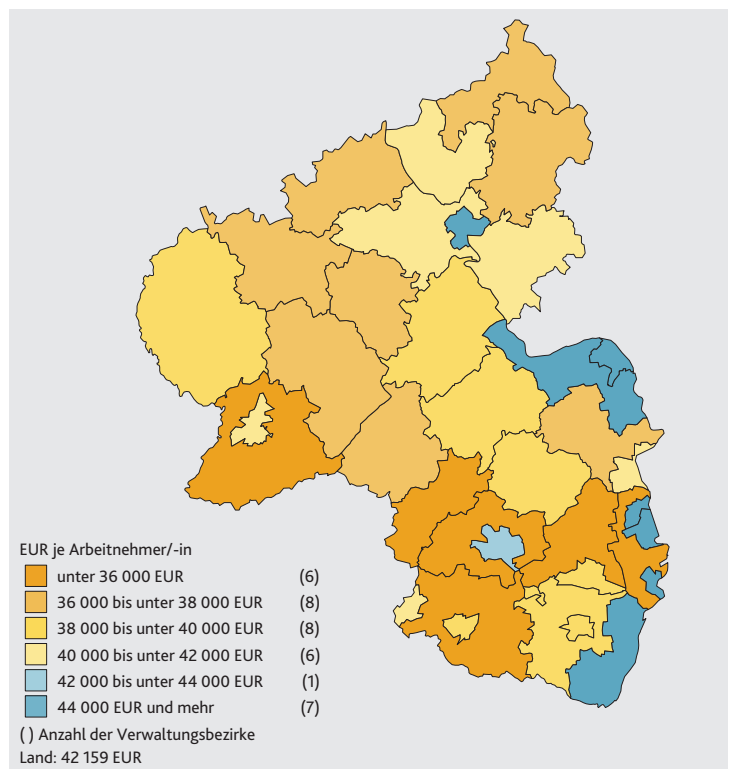 EUR je Arbeitnehmer/-in
unter 36 000 EUR (6)
36 000 bis unter 38 000 EUR (8)
38 000 bis unter 40 000 EUR (8)
40 000 bis unter 42 000 EUR (6)
42 000 bis unter 44 000 EUR (1)
44 000 EUR und mehr (7)
( ) Anzahl der Verwaltungsbezirke
Land: 42 159 EUR